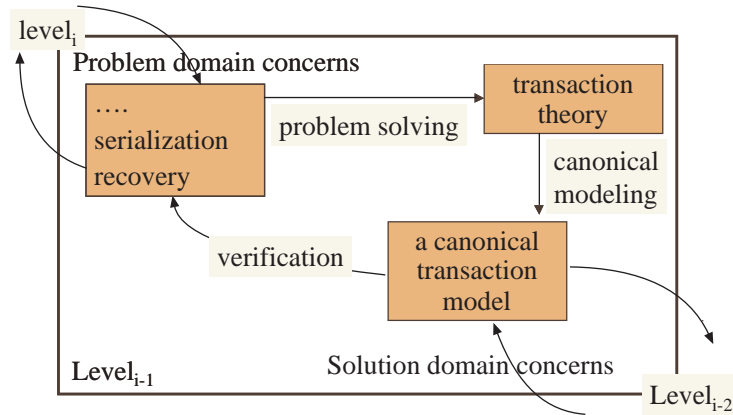 level_i
Problem domain concerns
….
serialization
recovery
problem solving
transaction
theory
canonical
modeling
a canonical
transaction
model
verification
Solution domain concerns
Level_i-1
Level_i-2